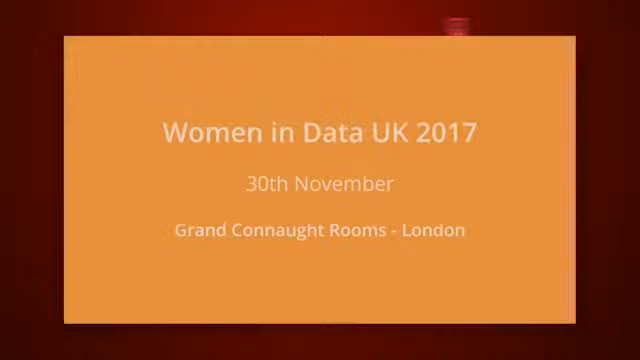 Women in Data UK 2017
30th November
Grand Connaught Rooms - London